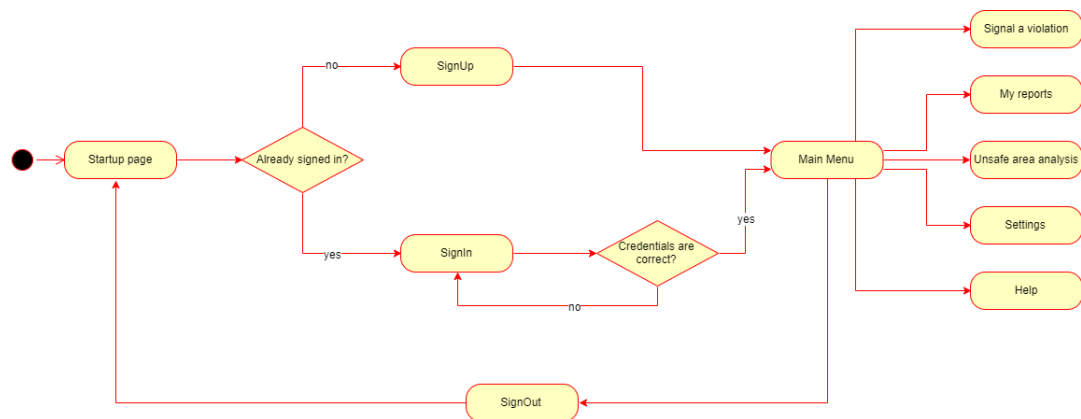 Signal a violation
no
SignUp
My reports
Startup page
Already signed in?
Main Menu
Unsafe area analysis
yes
yes
SignIn
Credentials are
correct?
Settings
no
Help
SignOut